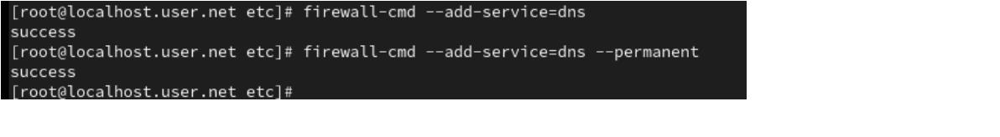 [root@localhost.user.net etc]# firewall-cmd --add-service=dns
success
[root@localhost.user.net etc]# firewall-cmd --add-service=dns --permanent
success
[root@localhost.user.net etc]#